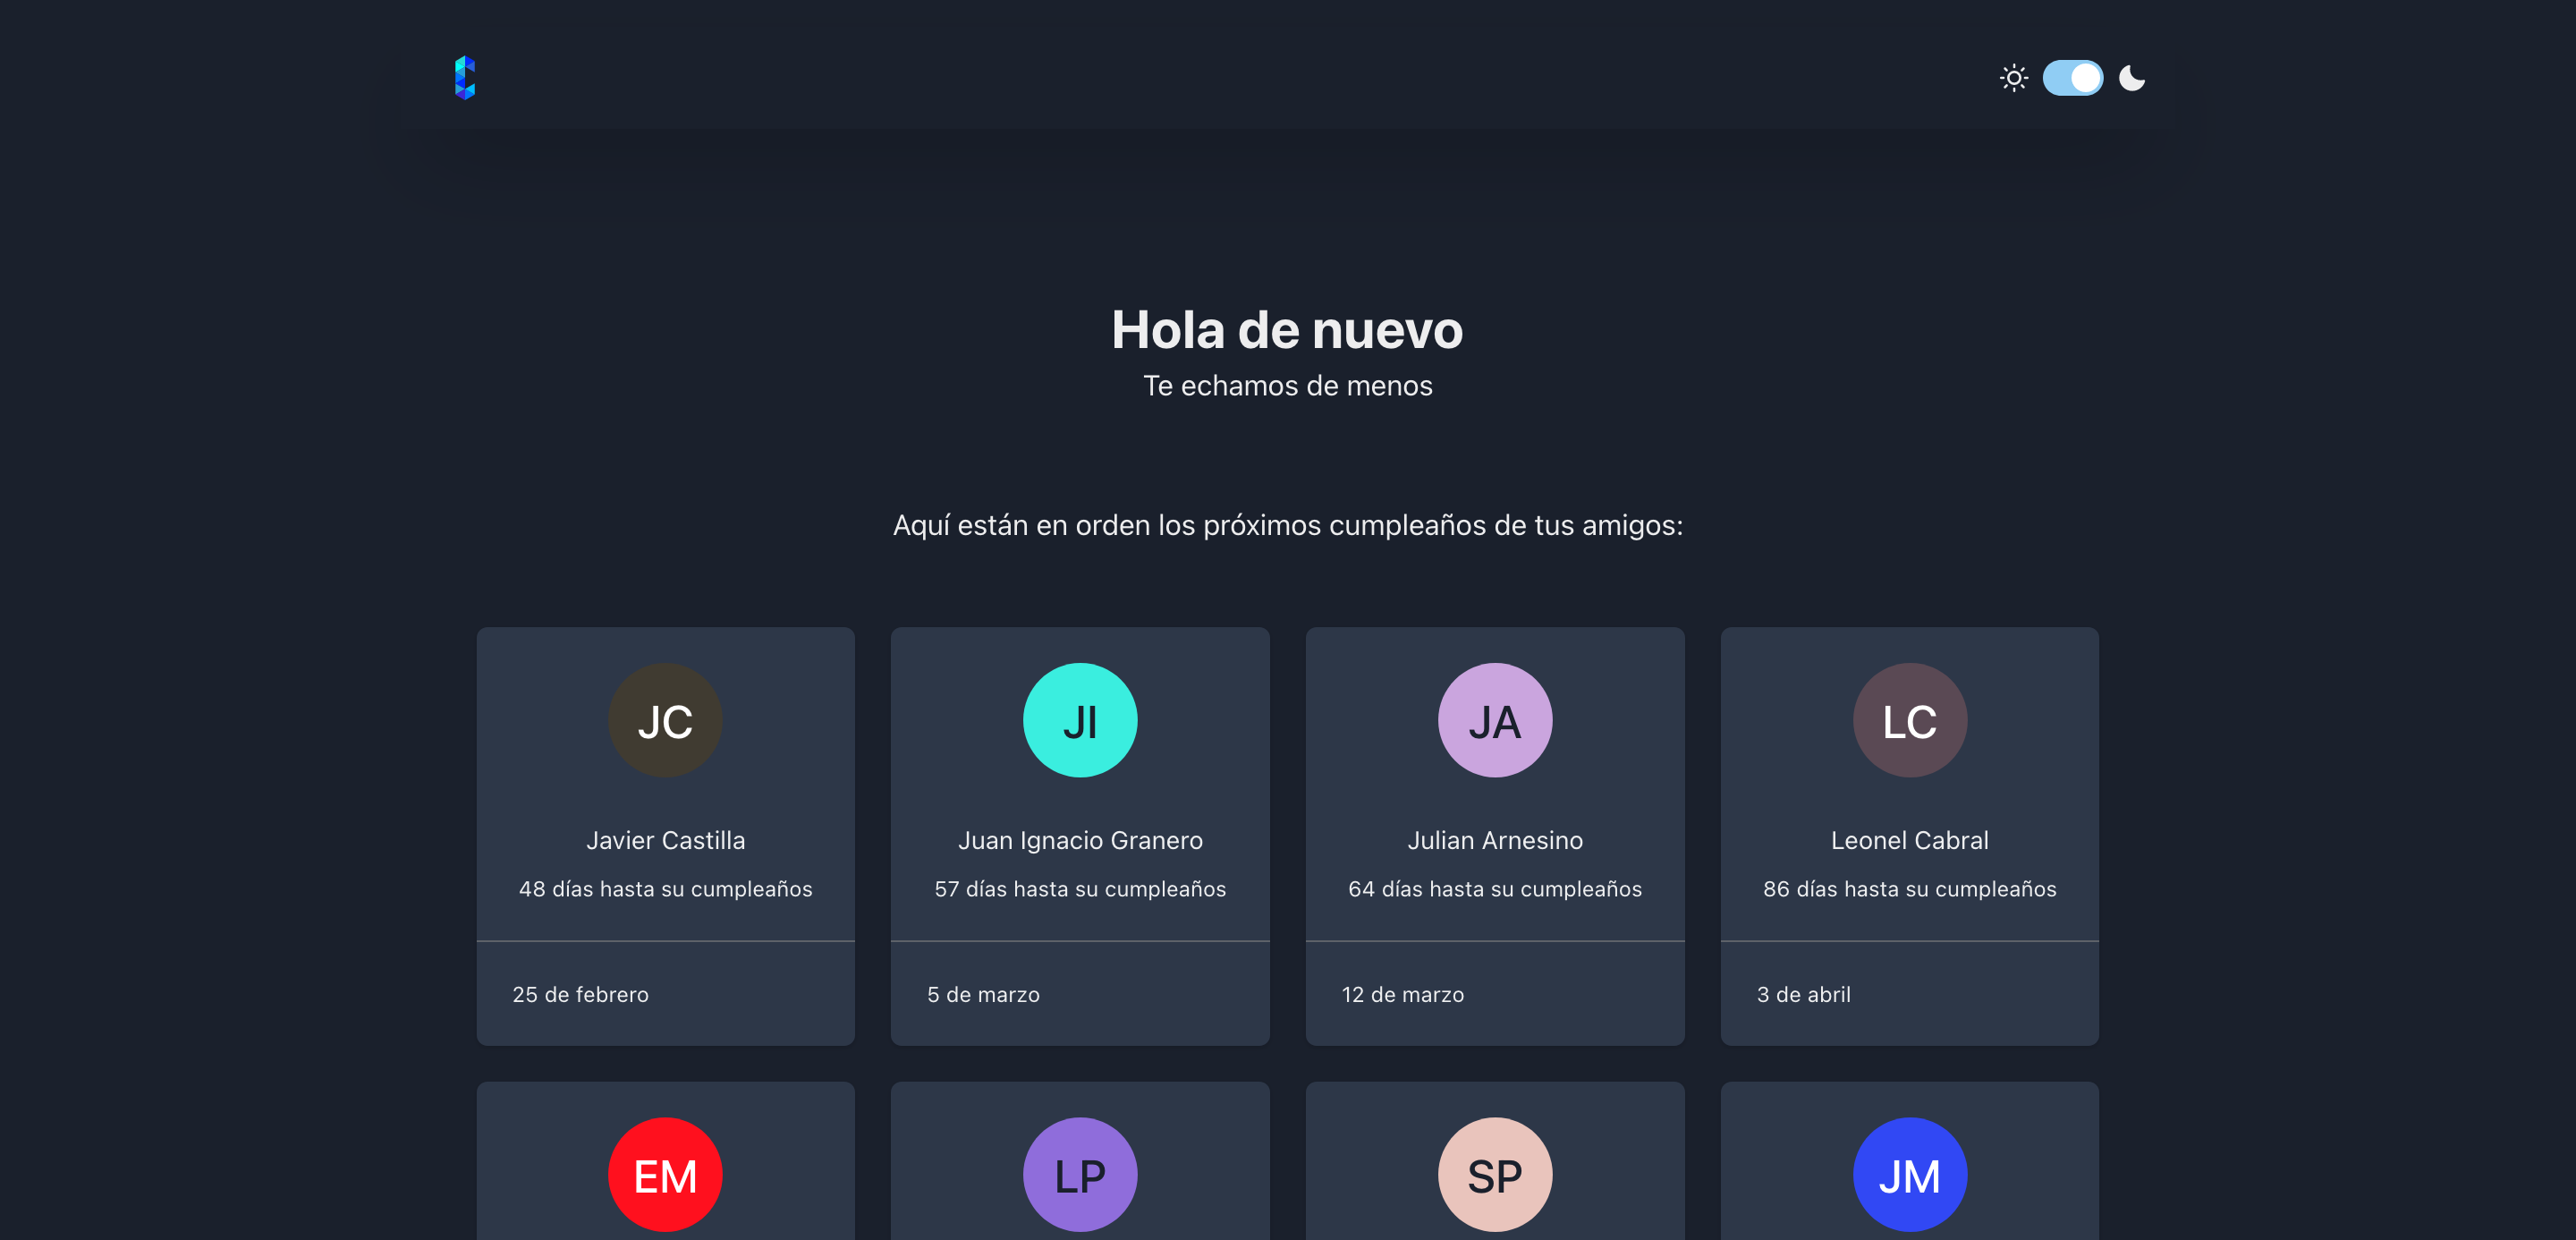 Hola de nuevo
Te echamos de menos
Aquí están en orden los próximos cumpleaños de tus amigos:
JC
Javier Castilla
48 días hasta su cumpleaños
25 de febrero
JI
Juan Ignacio Granero
57 días hasta su cumpleaños
5 de marzo
JA
Julian Arnesino
64 días hasta su cumpleaños
12 de marzo
LC
Leonel Cabral
86 días hasta su cumpleaños
3 de abril
EM
LP
SP
JM